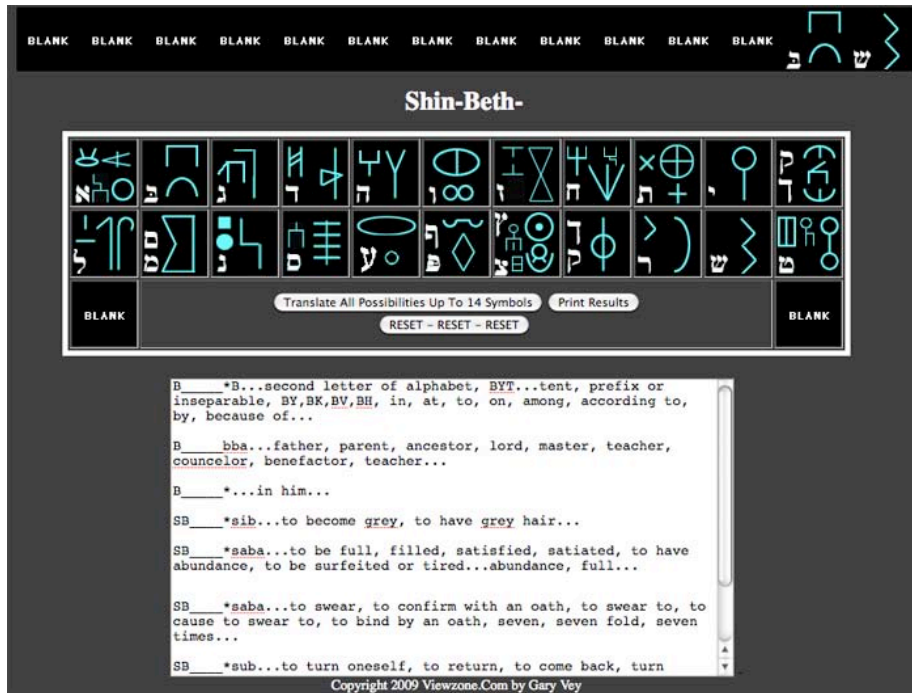 BLANK BLANK BLANK BLANK BLANK BLANK BLANK BLANK BLANK BLANK BLANK BLANK בּ ש
Shin-Beth-
א ב ג ד ה ו ז ח ת י ק ך
ל ם מ נ ס ע ף פ ץ צ ק ר ש ט
BLANK Translate All Possibilities Up To 14 Symbols Print Results BLANK
RESET - RESET - RESET
B_____*B...second letter of alphabet, BYT...tent, prefix or
inseparable, BY,BK,BV,BH, in, at, to, on, among, according to,
by, because of...
B_____bba...father, parent, ancestor, lord, master, teacher,
councelor, benefactor, teacher...
B_____*...in him...
SB____*sib...to become grey, to have grey hair...
SB____*saba...to be full, filled, satisfied, satiated, to have
abundance, to be surfeited or tired...abundance, full...
SB____*saba...to swear, to confirm with an oath, to swear to, to
cause to swear to, to bind by an oath, seven, seven fold, seven
times...
SB____*sub...to turn oneself, to return, to come back, turn
Copyright 2009 Viewzone.Com by Gary Vey